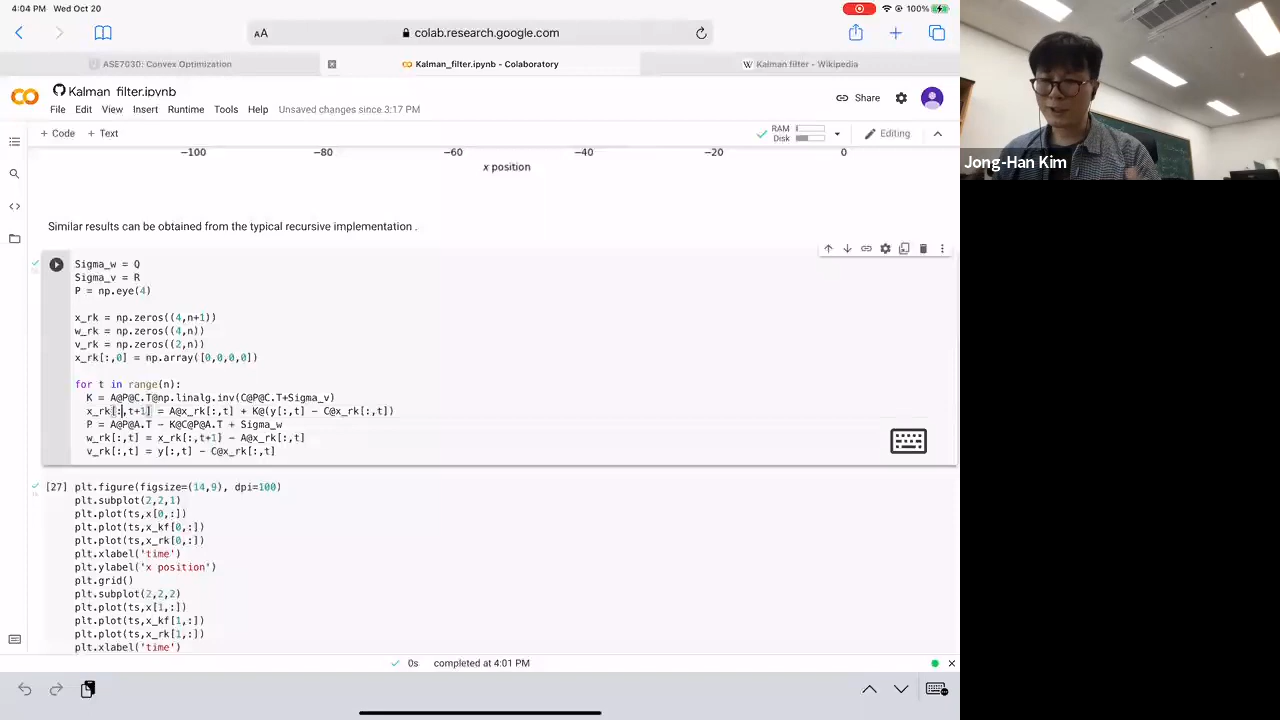 4:04 PM Wed Oct 20
100%
AA
colab.research.google.com
ASE7030: Convex Optimization
Kalman_filter.ipynb - Colaboratory
Kalman filter - Wikipedia
Kalman_filter.ipynb
File Edit View Insert Runtime Tools Help Unsaved changes since 3:17 PM
Share
+ Code + Text
RAM
Disk
Editing
−100 −80 −60 −40 −20 0
x position
Similar results can be obtained from the typical recursive implementation .
Sigma_w = Q
Sigma_v = R
P = np.eye(4)
x_rk = np.zeros((4,n+1))
w_rk = np.zeros((4,n))
v_rk = np.zeros((2,n))
x_rk[:,0] = np.array([0,0,0,0])
for t in range(n):
K = A@P@C.T@np.linalg.inv(C@P@C.T+Sigma_v)
x_rk[:,t+1] = A@x_rk[:,t] + K@(y[:,t] − C@x_rk[:,t])
P = A@P@A.T − K@C@P@A.T + Sigma_w
w_rk[:,t] = x_rk[:,t+1] − A@x_rk[:,t]
v_rk[:,t] = y[:,t] − C@x_rk[:,t]
[27] plt.figure(figsize=(14,9), dpi=100)
plt.subplot(2,2,1)
plt.plot(ts,x[0,:])
plt.plot(ts,x_kf[0,:])
plt.plot(ts,x_rk[0,:])
plt.xlabel('time')
plt.ylabel('x position')
plt.grid()
plt.subplot(2,2,2)
plt.plot(ts,x[1,:])
plt.plot(ts,x_kf[1,:])
plt.plot(ts,x_rk[1,:])
plt.xlabel('time')
0s completed at 4:01 PM
Jong-Han Kim